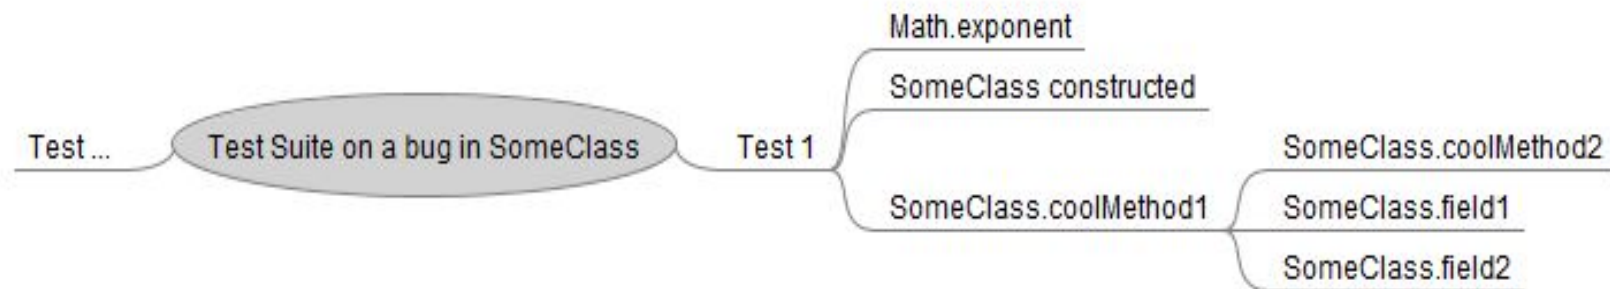 Math.exponent
SomeClass constructed
Test ...
Test Suite on a bug in SomeClass
Test 1
SomeClass.coolMethod2
SomeClass.coolMethod1
SomeClass.field1
SomeClass.field2